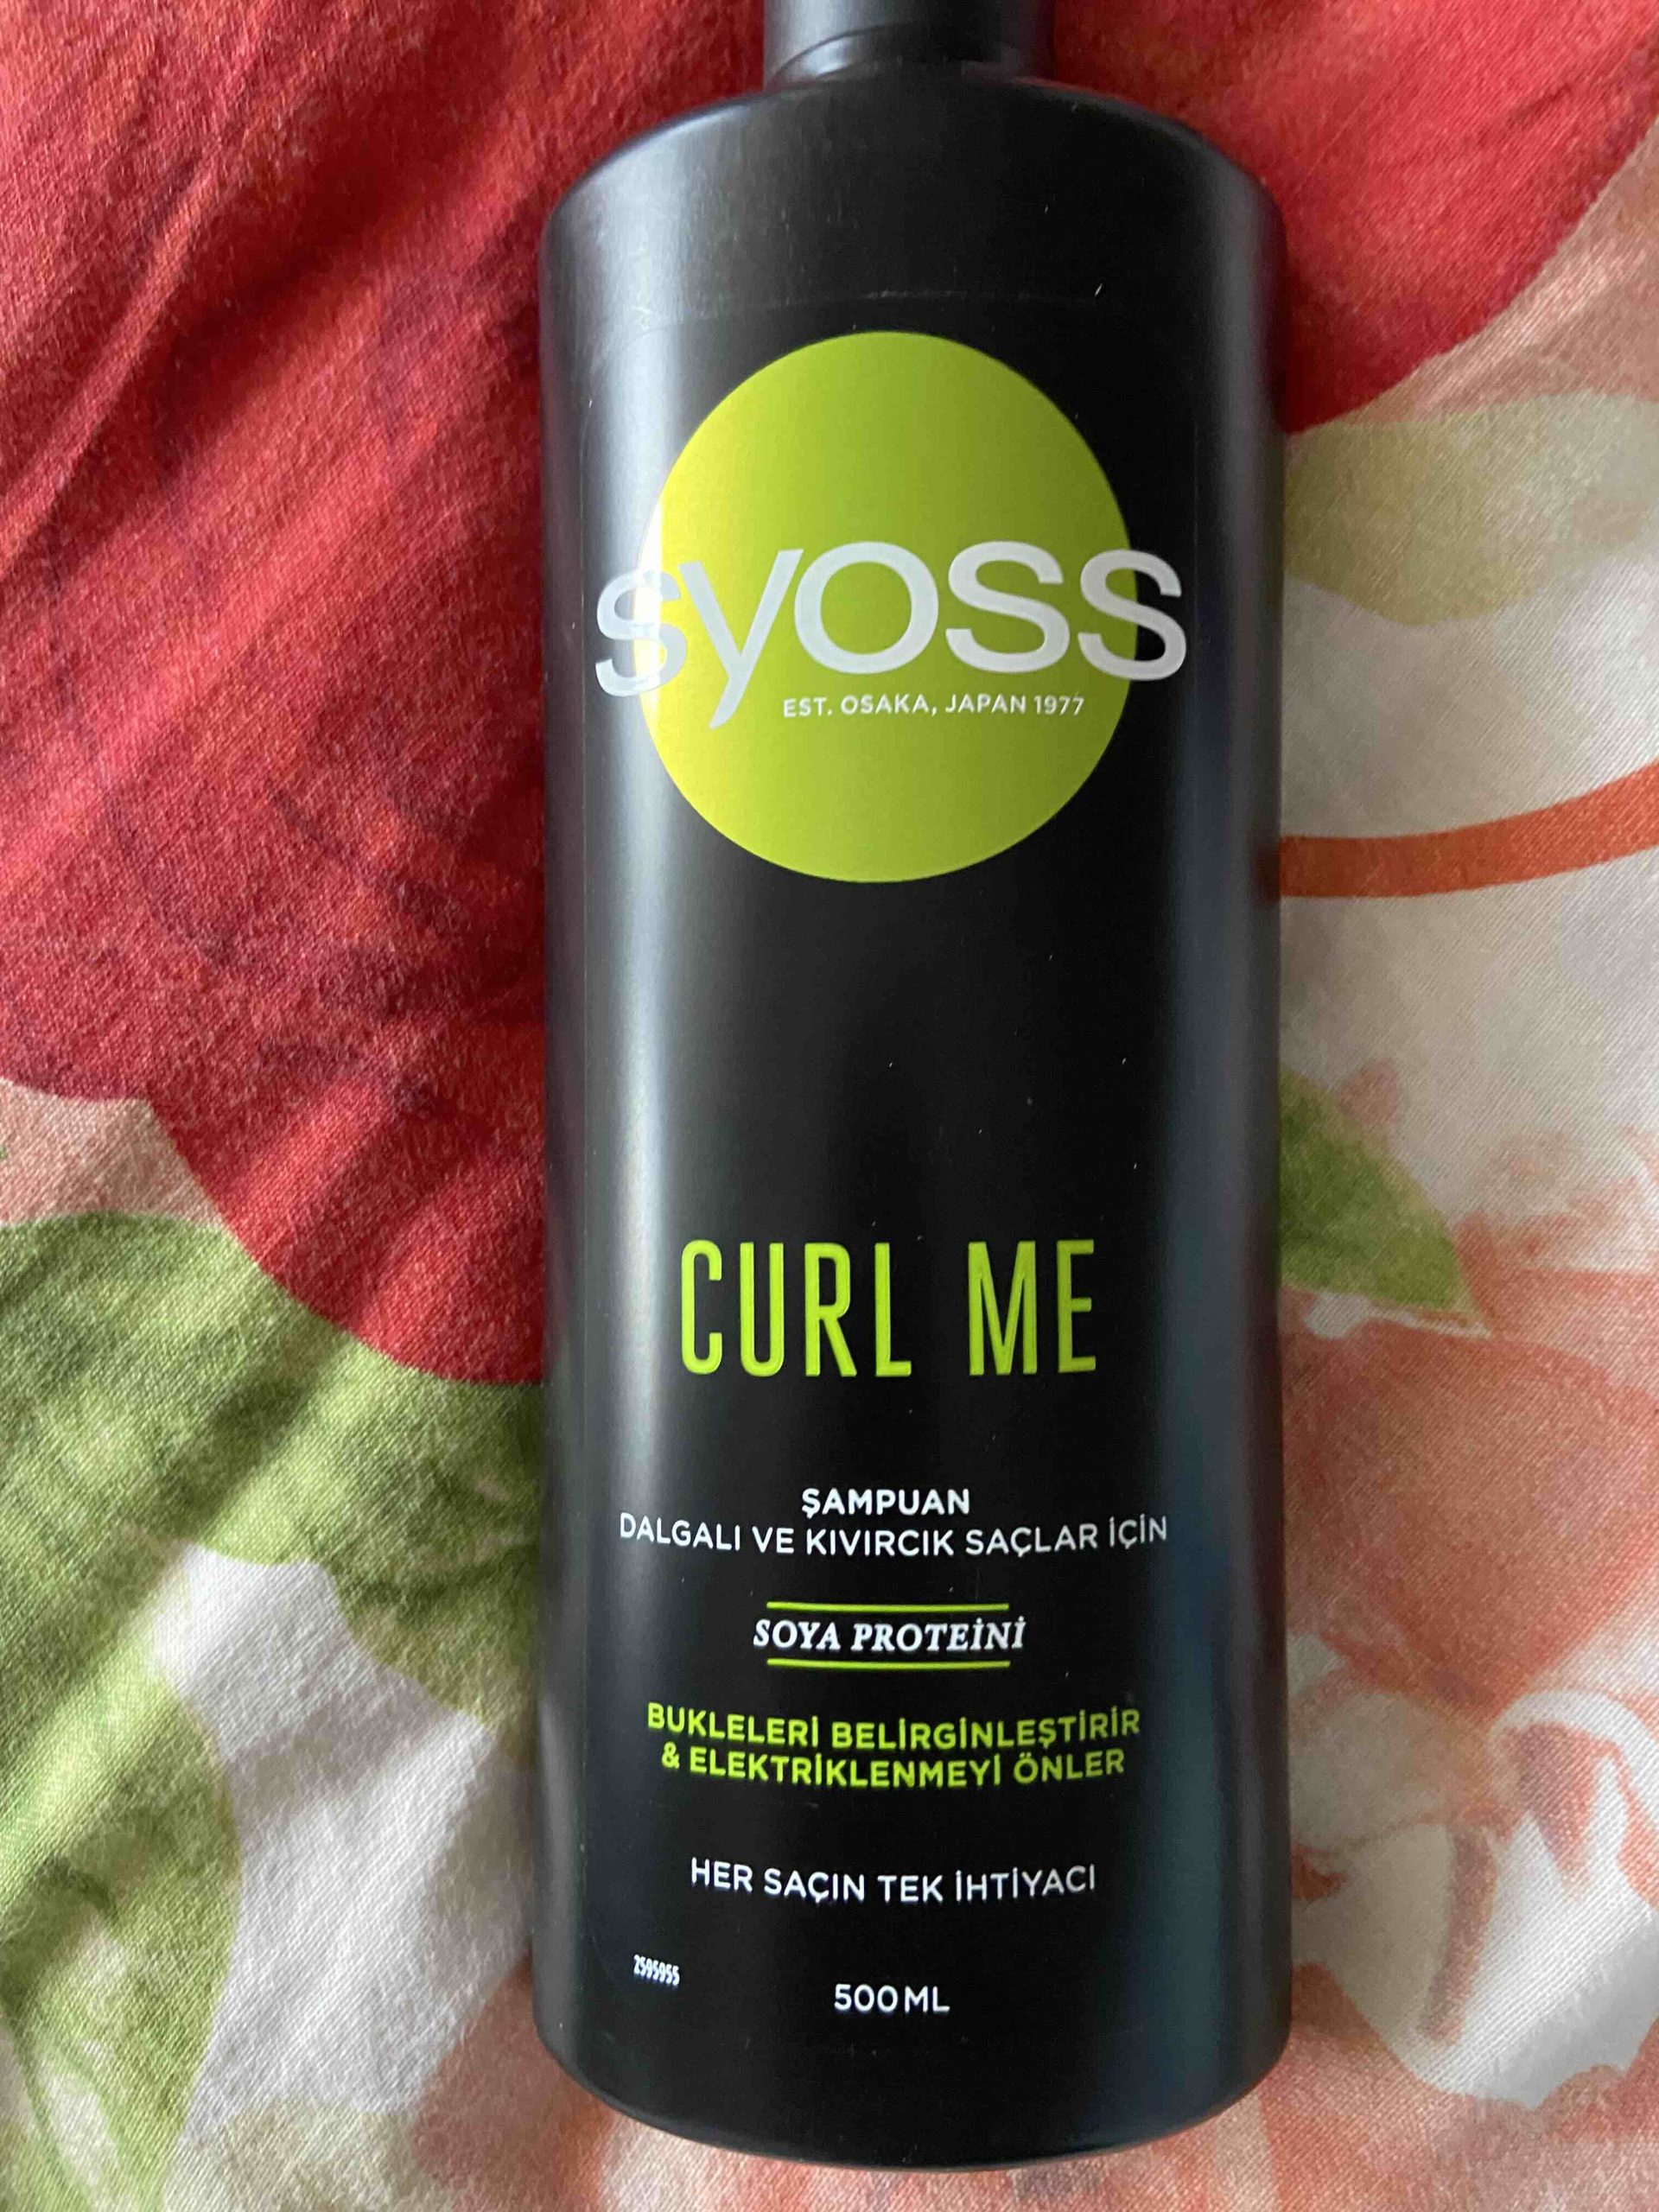 syoss
EST. OSAKA, JAPAN 1977
CURL ME
ŞAMPUAN
DALGALI VE KIVIRCIK SAÇLAR İÇİN
SOYA PROTEİNİ
BUKLELERİ BELİRGİNLEŞTİRİR
& ELEKTRİKLENMEYİ ÖNLER
HER SAÇIN TEK İHTİYACI
2595955
500ML